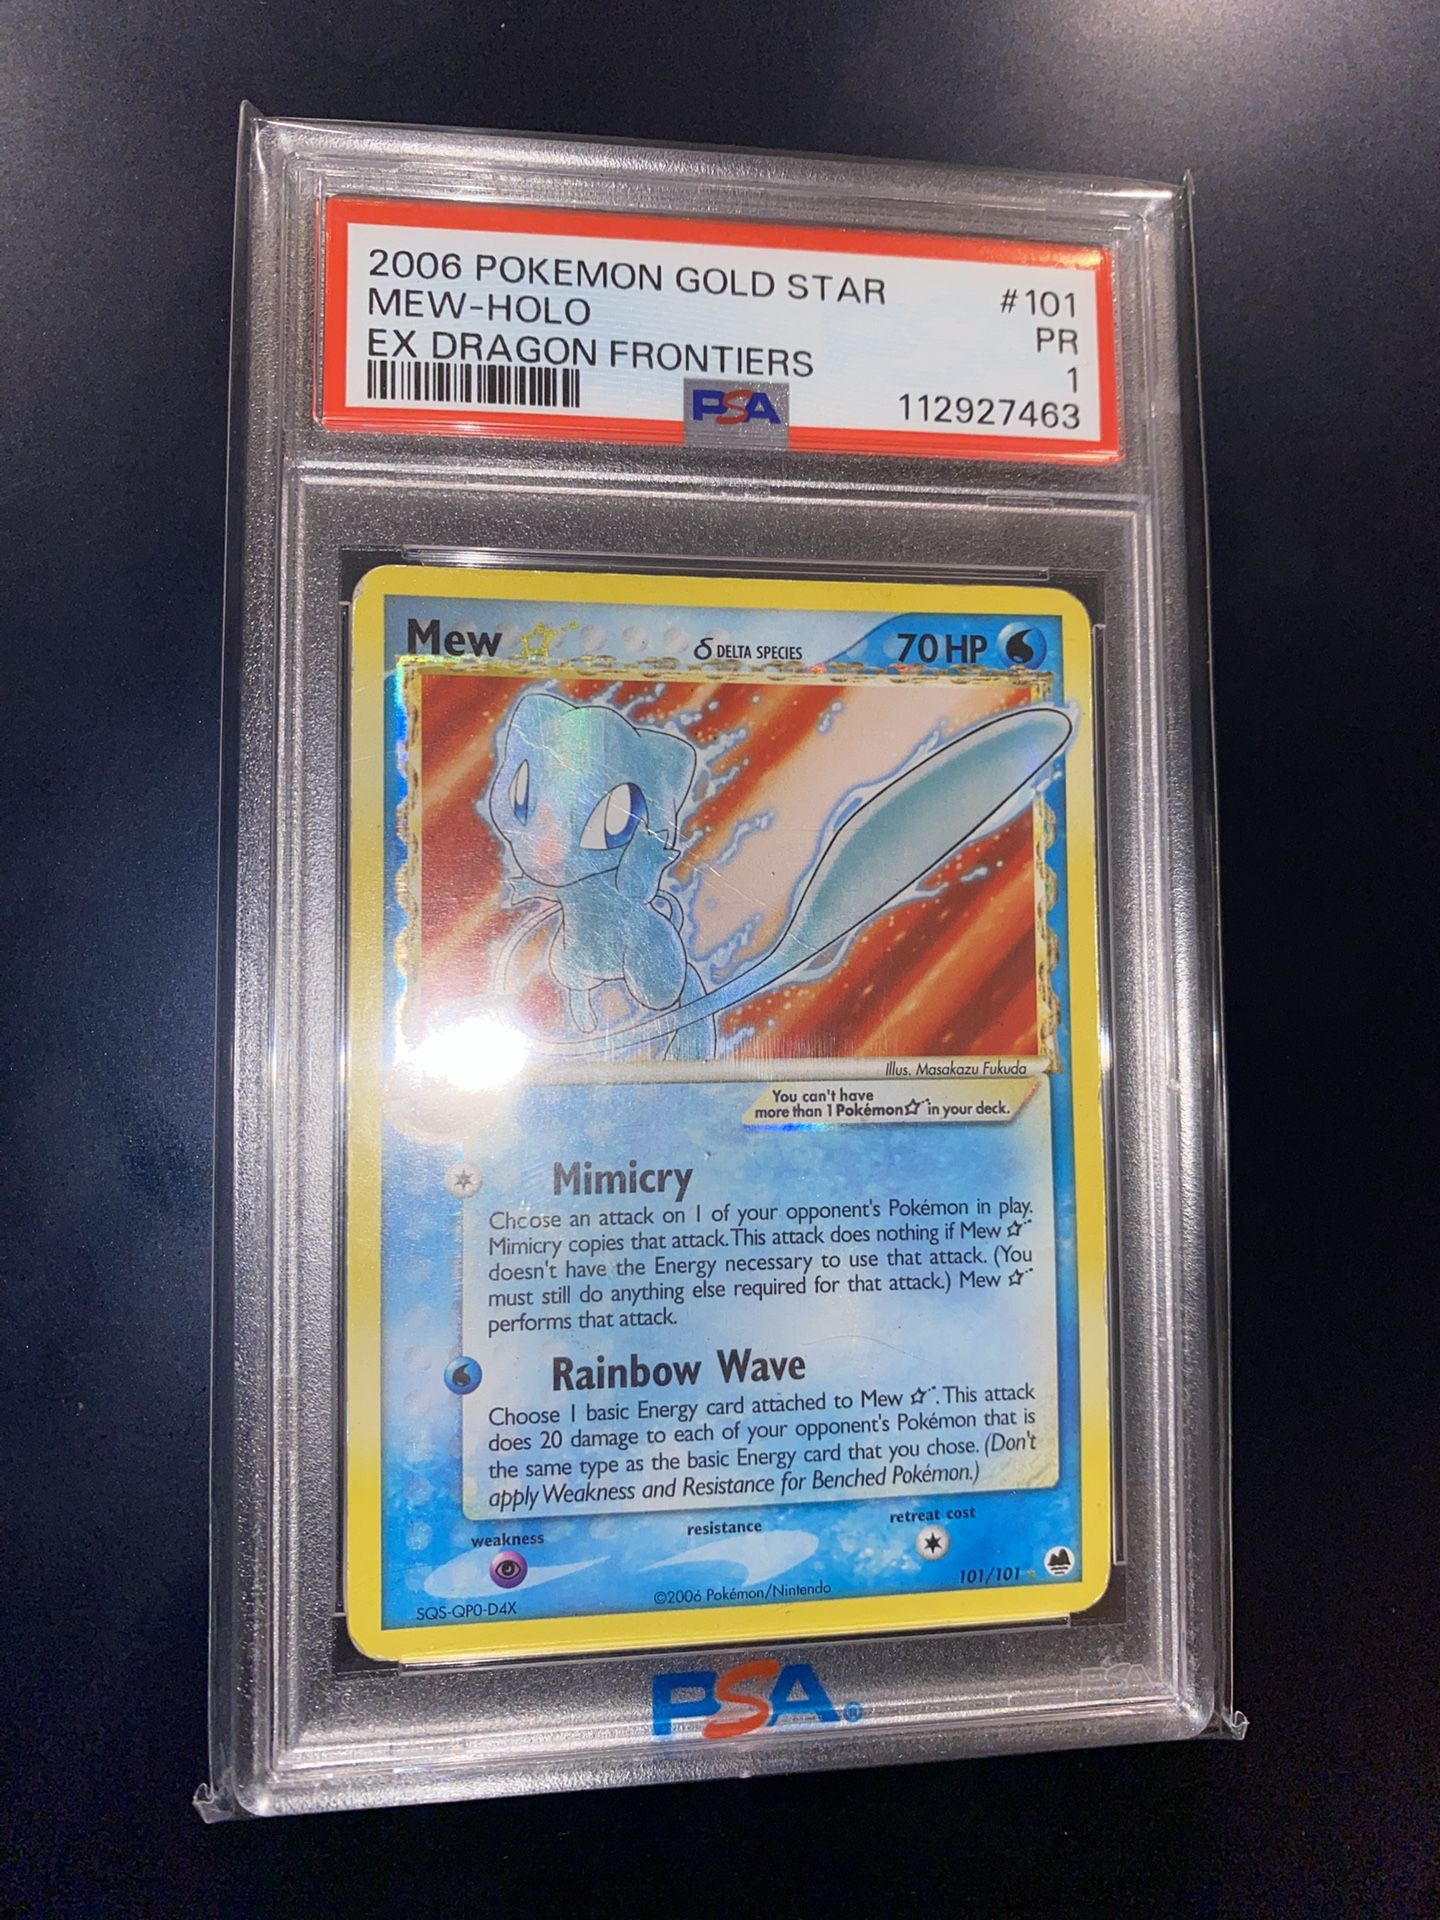 2006 POKEMON GOLD STAR #101
MEW-HOLO PR
EX DRAGON FRONTIERS 1
PSA 112927463
Mew δ DELTA SPECIES 70 HP
Illus. Masakazu Fukuda
You can't have
more than 1 Pokémon☆ in your deck.
Mimicry
Choose an attack on 1 of your opponent's Pokémon in play.
Mimicry copies that attack. This attack does nothing if Mew ☆
doesn't have the Energy necessary to use that attack. (You
must still do anything else required for that attack.) Mew ☆
performs that attack.
Rainbow Wave
Choose 1 basic Energy card attached to Mew ☆. This attack
does 20 damage to each of your opponent's Pokémon that is
the same type as the basic Energy card that you chose. (Don't
apply Weakness and Resistance for Benched Pokémon.)
weakness resistance retreat cost
101/101
SQS-QP0-D4X ©2006 Pokémon/Nintendo
PSA®
PSA